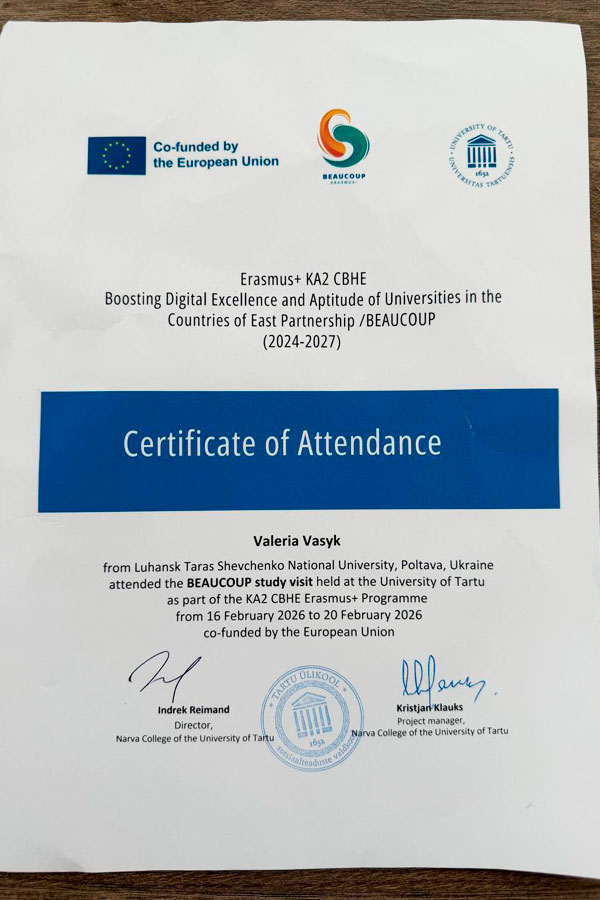 Co-funded by
the European Union
BEAUCOUP
ERASMUS+
UNIVERSITY OF TARTU
UNIVERSITAS TARTUENSIS
1632
Erasmus+ KA2 CBHE
Boosting Digital Excellence and Aptitude of Universities in the
Countries of East Partnership /BEAUCOUP
(2024-2027)
Certificate of Attendance
Valeria Vasyk
from Luhansk Taras Shevchenko National University, Poltava, Ukraine
attended the BEAUCOUP study visit held at the University of Tartu
as part of the KA2 CBHE Erasmus+ Programme
from 16 February 2026 to 20 February 2026
co-funded by the European Union
Indrek Reimand
Director,
Narva College of the University of Tartu
TARTU ÜLIKOOL
1632
sotsiaalteaduste valdkond
Kristjan Klauks
Project manager,
Narva College of the University of Tartu